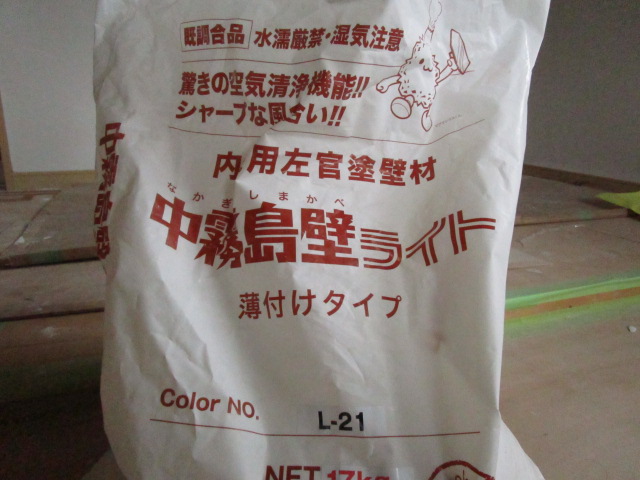 既調合品 水濡厳禁・湿気注意
驚きの空気清浄機能!!
シャープな風合い!!
内用左官塗壁材
なかぎりしまかべ
中霧島壁ライト
薄付けタイプ
Color NO. L-21
NET 17kg